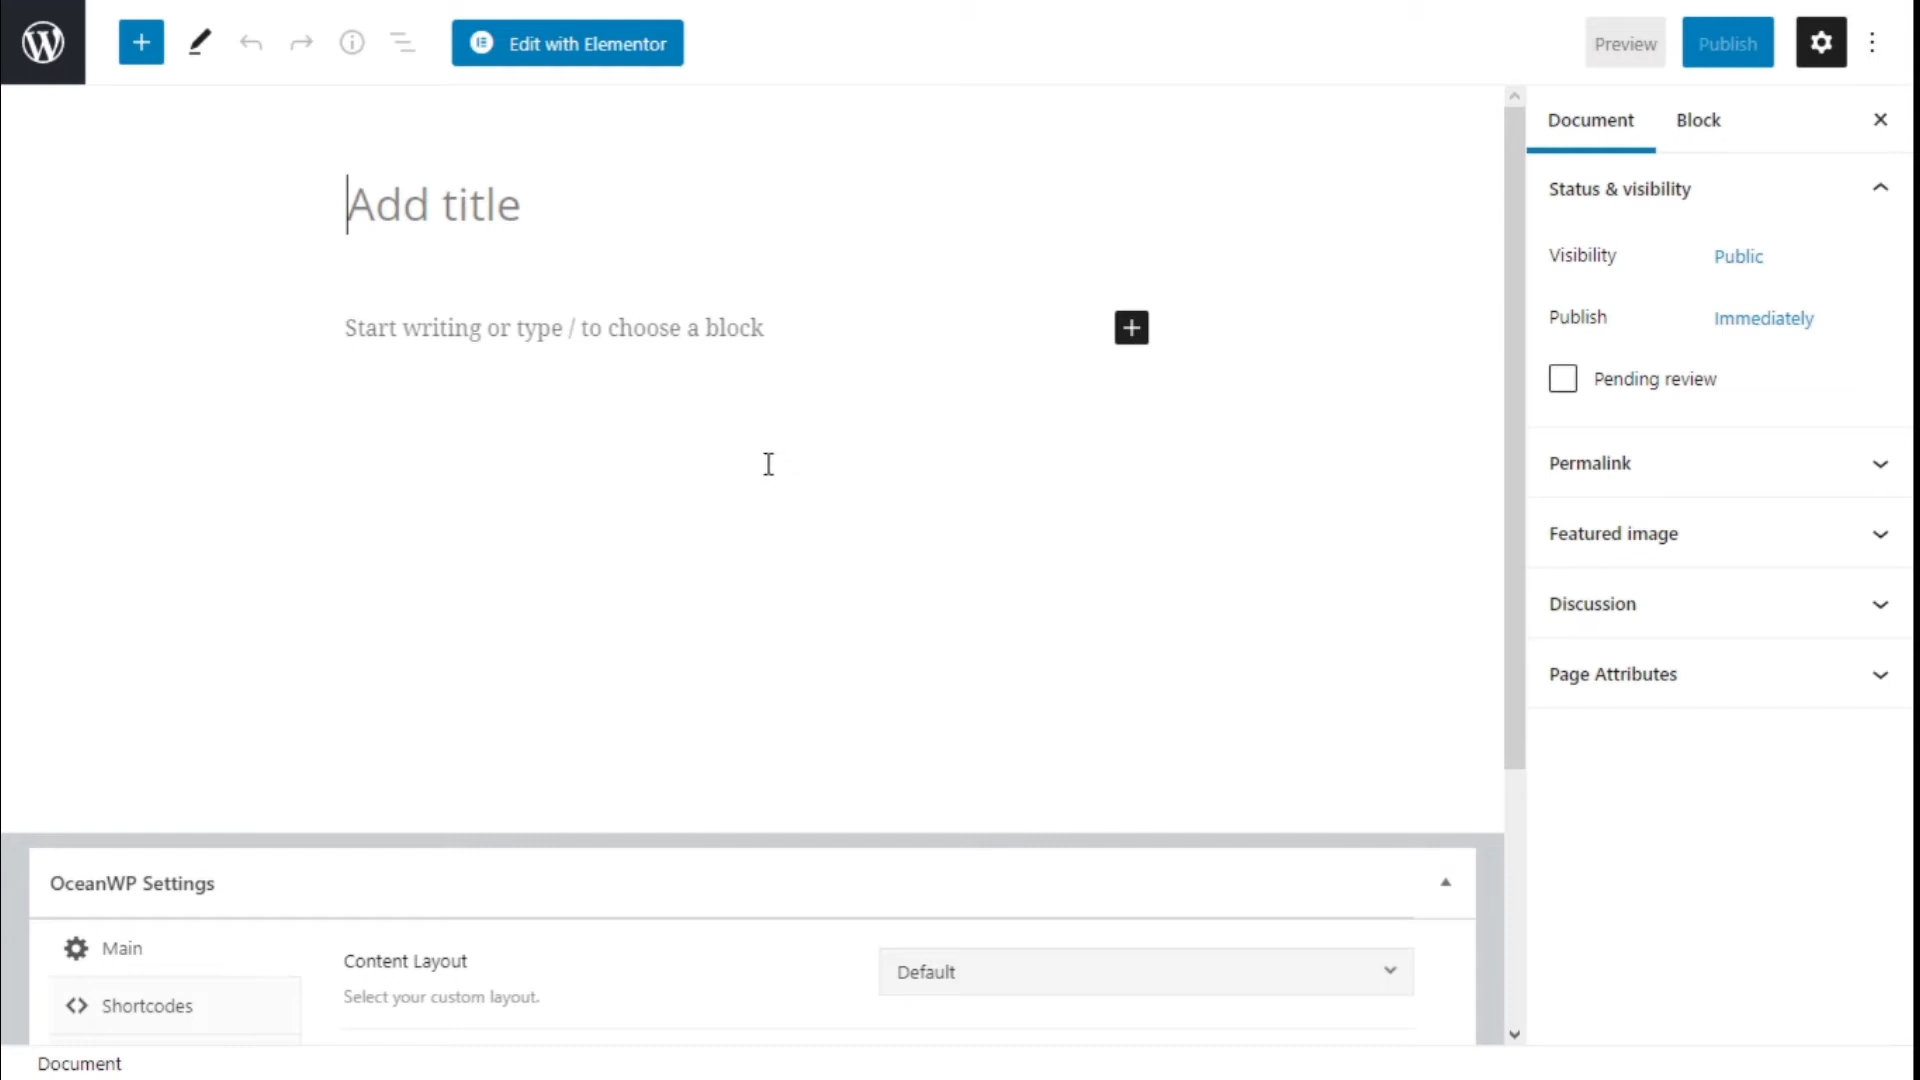 Edit with Elementor
Preview
Publish
Document
Block
Add title
Start writing or type / to choose a block
Status & visibility
Visibility
Public
Publish
Immediately
Pending review
Permalink
Featured image
Discussion
Page Attributes
OceanWP Settings
Main
Shortcodes
Content Layout
Select your custom layout.
Default
Document